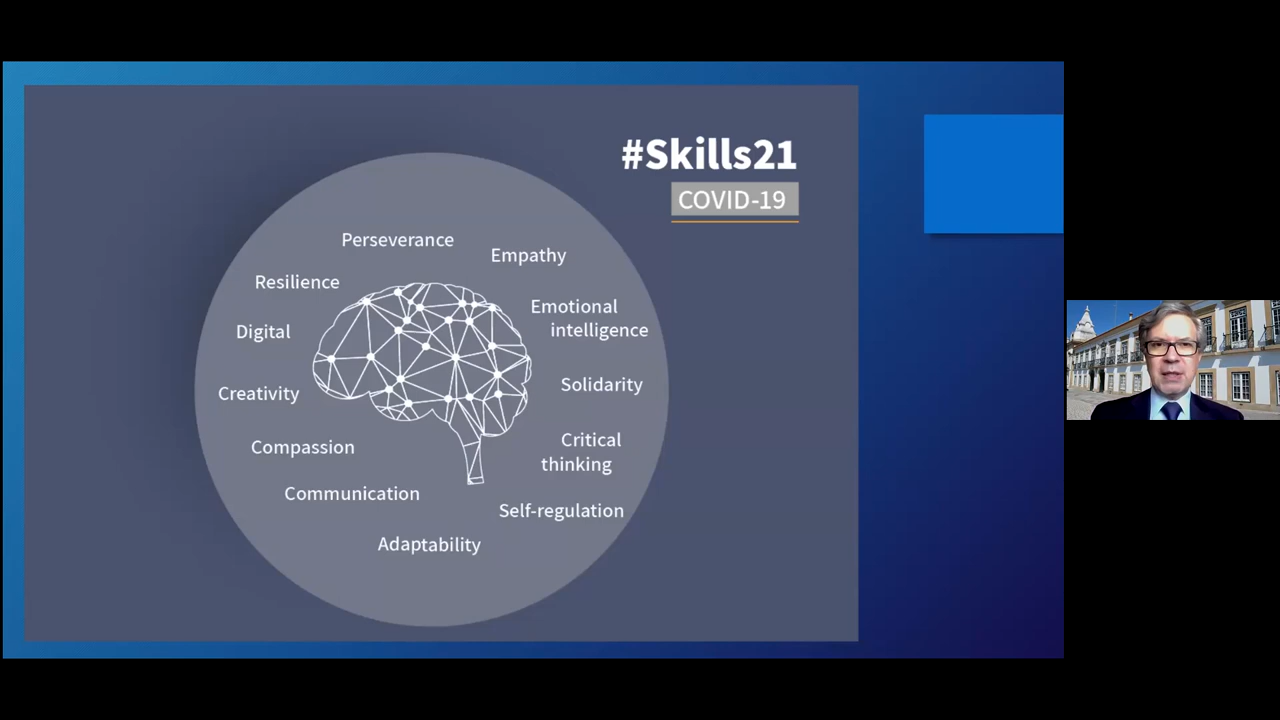 #Skills21
COVID-19
Perseverance
Empathy
Resilience
Emotional
intelligence
Digital
Solidarity
Creativity
Critical
thinking
Compassion
Communication
Self-regulation
Adaptability